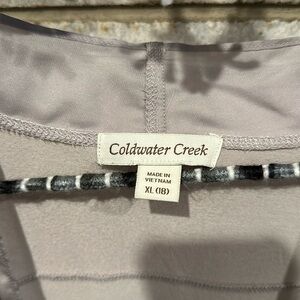 Coldwater Creek
MADE IN
VIETNAM
XL (18)